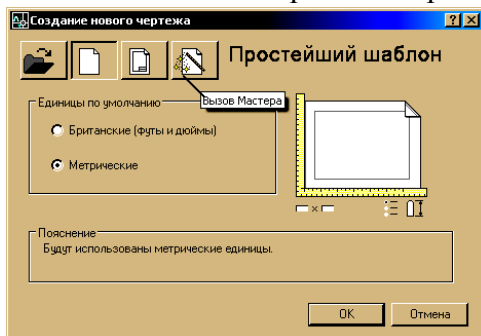 Создание нового чертежа
Простейший шаблон
Вызов Мастера
Единицы по умолчанию
Британские (футы и дюймы)
Метрические
Пояснение
Будут использованы метрические единицы.
OK Отмена